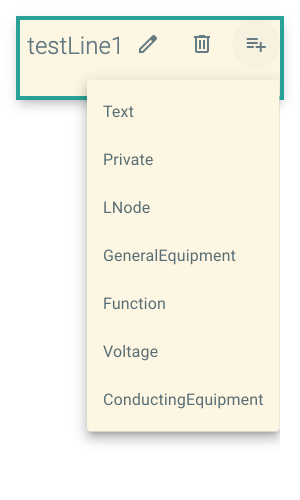 testLine1
Text
Private
LNode
GeneralEquipment
Function
Voltage
ConductingEquipment